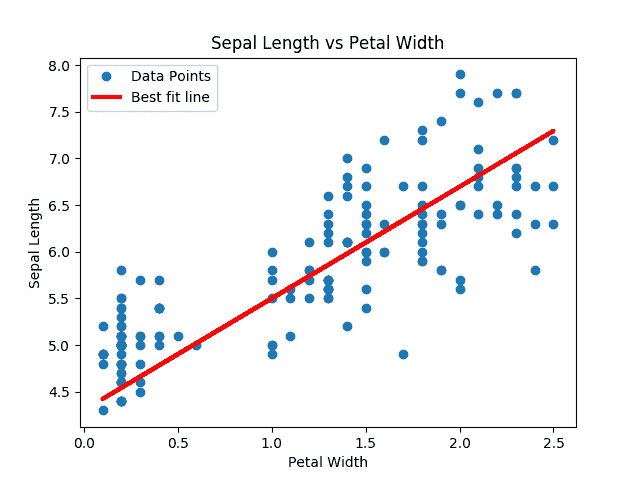 Sepal Length vs Petal Width
Data Points
Best fit line
8.0
7.5
7.0
6.5
6.0
5.5
5.0
4.5
Sepal Length
0.0 0.5 1.0 1.5 2.0 2.5
Petal Width